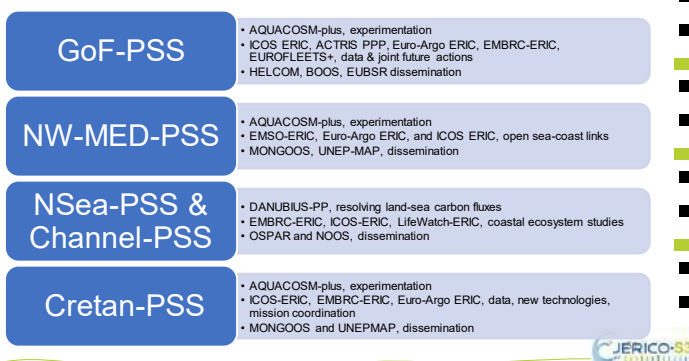 GoF-PSS
• AQUACOSM-plus, experimentation
• ICOS ERIC, ACTRIS PPP, Euro-Argo ERIC, EMBRC-ERIC,
EUROFLEETS+, data & joint future actions
• HELCOM, BOOS, EUBSR dissemination
NW-MED-PSS
• AQUACOSM-plus, experimentation
• EMSO-ERIC, Euro-Argo ERIC, and ICOS ERIC, open sea-coast links
• MONGOOS, UNEP-MAP, dissemination
NSea-PSS &
Channel-PSS
• DANUBIUS-PP, resolving land-sea carbon fluxes
• EMBRC-ERIC, ICOS-ERIC, LifeWatch-ERIC, coastal ecosystem studies
• OSPAR and NOOS, dissemination
Cretan-PSS
• AQUACOSM-plus, experimentation
• ICOS-ERIC, EMBRC-ERIC, Euro-Argo ERIC, data, new technologies,
mission coordination
• MONGOOS and UNEPMAP, dissemination
JERICO-S3